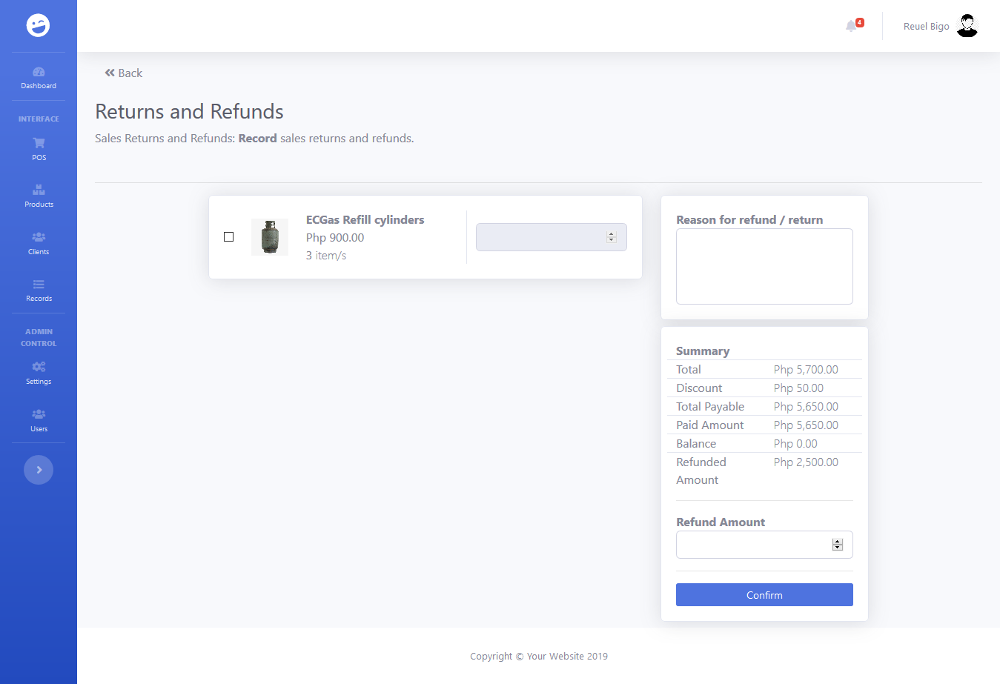 4
Reuel Bigo
Dashboard
INTERFACE
POS
Products
Clients
Records
ADMIN
CONTROL
Settings
Users
Back
Returns and Refunds
Sales Returns and Refunds: Record sales returns and refunds.
ECGas Refill cylinders
Php 900.00
3 item/s
Reason for refund / return
Summary
Total Php 5,700.00
Discount Php 50.00
Total Payable Php 5,650.00
Paid Amount Php 5,650.00
Balance Php 0.00
Refunded Php 2,500.00
Amount
Refund Amount
Confirm
Copyright © Your Website 2019